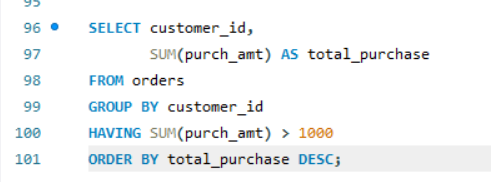 95
96 SELECT customer_id,
97 SUM(purch_amt) AS total_purchase
98 FROM orders
99 GROUP BY customer_id
100 HAVING SUM(purch_amt) > 1000
101 ORDER BY total_purchase DESC;